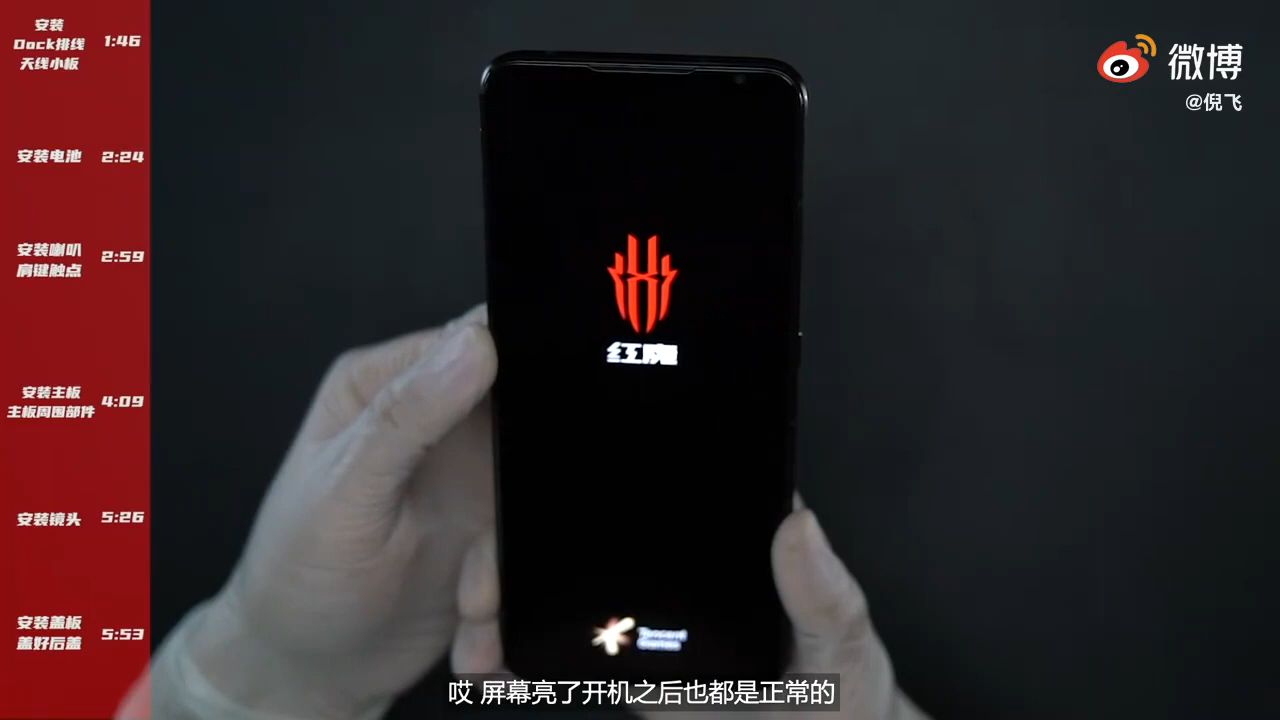 安装
Dock排线
天线小板
1:46
安装电池 2:24
安装喇叭
肩键触点
2:59
安装主板
主板周围部件
4:09
安装镜头 5:26
安装盖板
盖好后盖
5:53
微博
@倪飞
红魔
Tencent
Games
哎 屏幕亮了开机之后也都是正常的